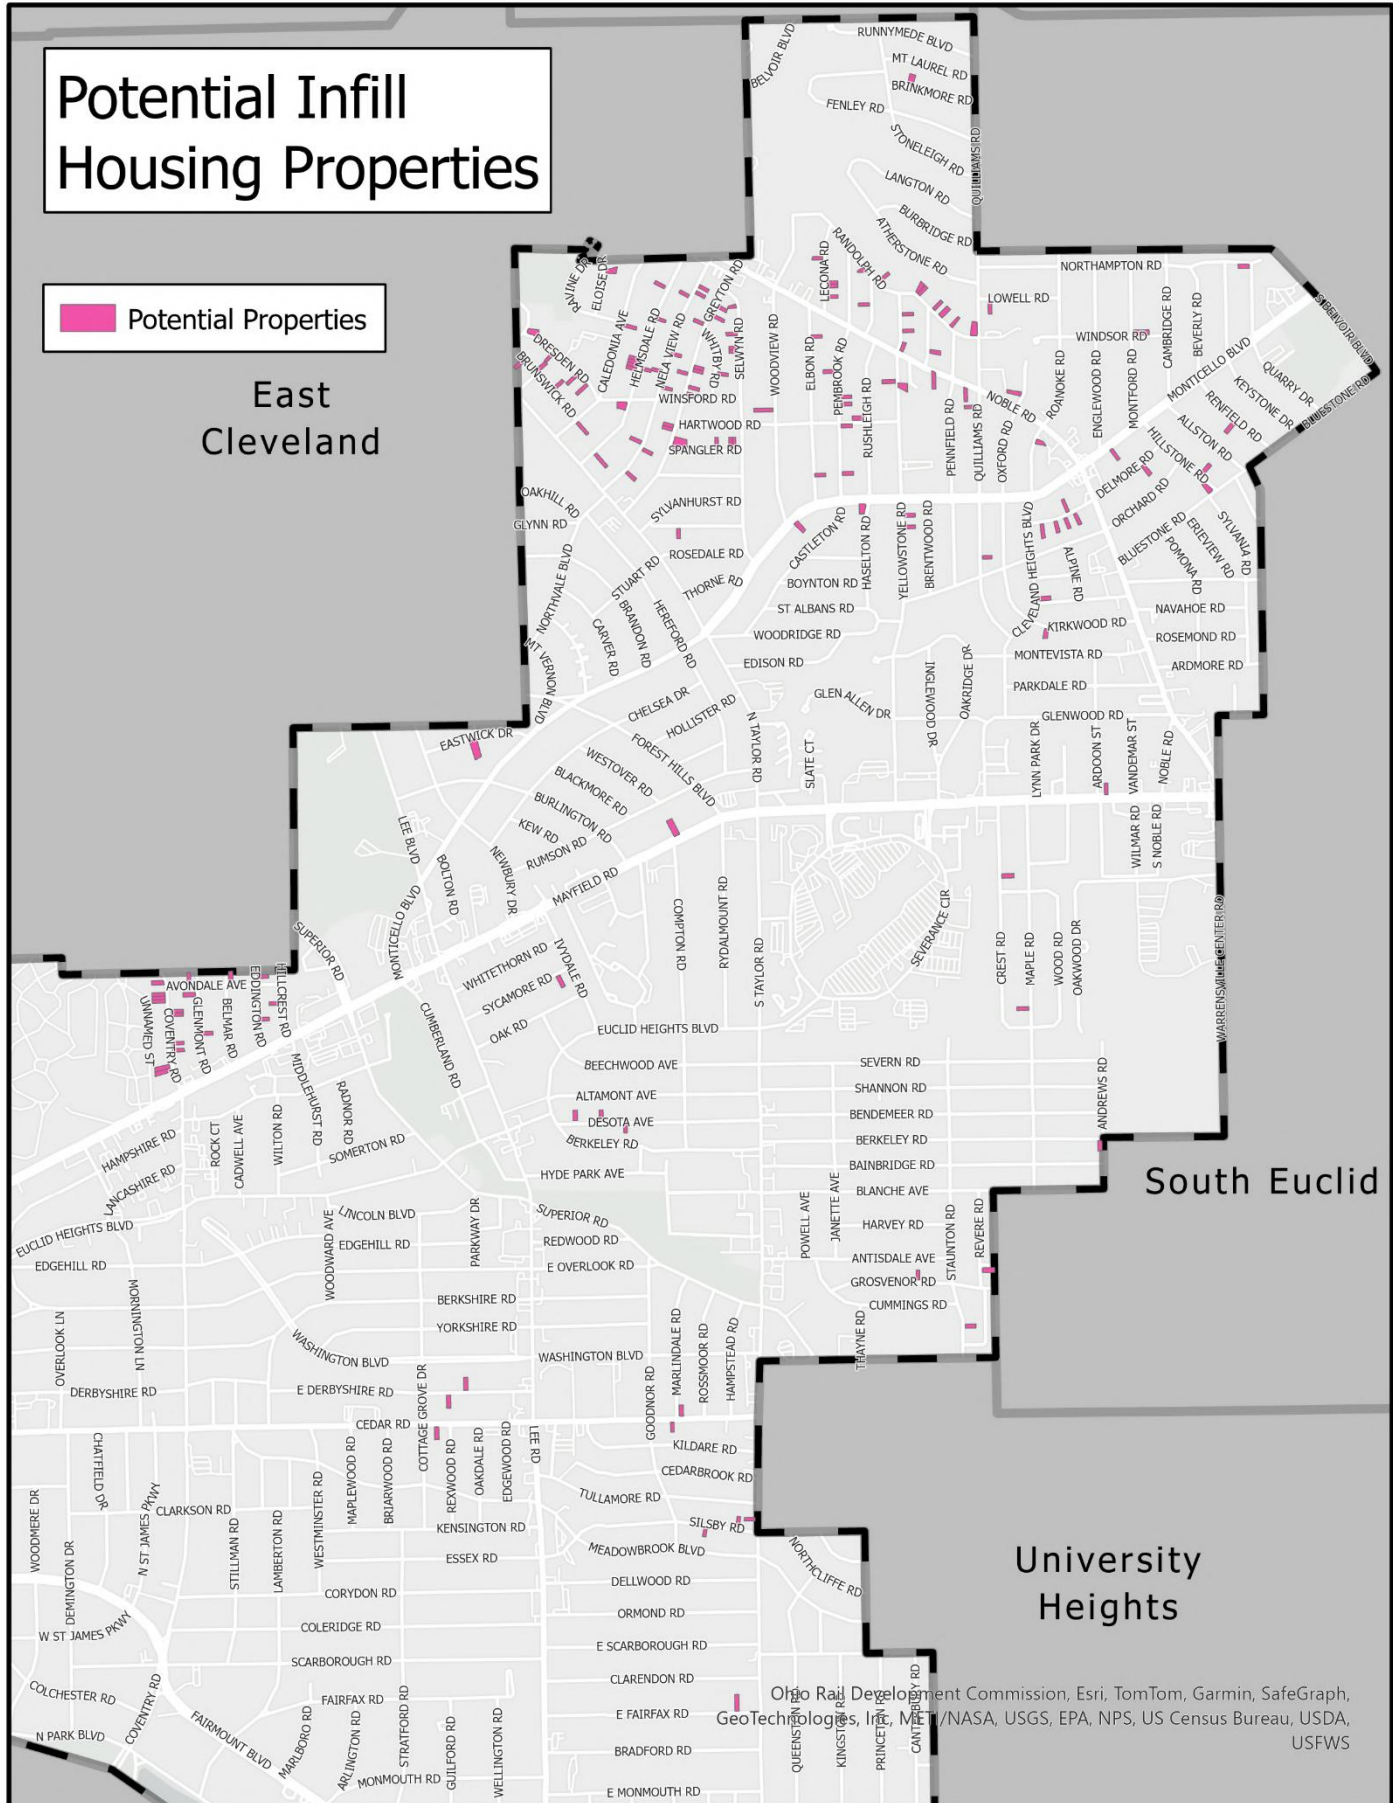 Potential Infill
Housing Properties
Potential Properties
East
Cleveland
South Euclid
University
Heights
BELVOIR BLVD
RUNNYMEDE BLVD
MT LAUREL RD
BRINKMORE RD
FENLEY RD
STONELEIGH RD
QUILLIAMS RD
LANGTON RD
BURBRIDGE RD
ATHERSTONE RD
RANDOLPH RD
LECONA RD
NORTHAMPTON RD
LOWELL RD
WINDSOR RD
CAMBRIDGE RD
BEVERLY RD
S BELVOIR BLVD
MONTICELLO BLVD
QUARRY DR
KEYSTONE DR
BLUESTONE RD
RENFIELD RD
ALLSTON RD
HILLSTONE RD
RAVINE DR
ELOISE DR
GREYTON RD
CALEDONIA AVE
HELMSDALE RD
NELA VIEW RD
WHITBY RD
SELWYN RD
WOODVIEW RD
ELBON RD
PEMBROOK RD
RUSHLEIGH RD
DRESDEN RD
BRUNSWICK RD
WINSFORD RD
HARTWOOD RD
SPANGLER RD
NOBLE RD
ROANOKE RD
ENGLEWOOD RD
MONTFORD RD
PENNFIELD RD
QUILLIAMS RD
OXFORD RD
DELMORE RD
ORCHARD RD
OAKHILL RD
GLYNN RD
SYLVANHURST RD
ROSEDALE RD
CASTLETON RD
HASELTON RD
YELLOWSTONE RD
BRENTWOOD RD
CLEVELAND HEIGHTS BLVD
ALPINE RD
BLUESTONE RD
POMONA RD
ERIEVIEW RD
SYLVANIA RD
NORTHVALE BLVD
STUART RD
THORNE RD
BOYNTON RD
ST ALBANS RD
WOODRIDGE RD
EDISON RD
KIRKWOOD RD
NAVAHOE RD
ROSEMOND RD
ARDMORE RD
MONTEVISTA RD
PARKDALE RD
GLENWOOD RD
MT VERNON BLVD
CARVER RD
S BRANDON RD
HEREFORD RD
CHELSEA DR
HOLLISTER RD
GLEN ALLEN DR
INGLEWOOD DR
OAKRIDGE DR
EASTWICK DR
FOREST HILLS BLVD
WESTOVER RD
BLACKMORE RD
BURLINGTON RD
KEW RD
RUMSON RD
N TAYLOR RD
SLATE CT
LYNN PARK DR
ARDOON ST
VANDEMAR ST
NOBLE RD
WILMAR RD
S NOBLE RD
LEE BLVD
BOLTON RD
NEWBURY DR
MAYFIELD RD
MONTICELLO BLVD
SUPERIOR RD
WHITETHORN RD
IVYDALE RD
SYCAMORE RD
OAK RD
COMPTON RD
RYDALMOUNT RD
S TAYLOR RD
SEVERANCE CIR
CREST RD
MAPLE RD
WOOD RD
OAKWOOD DR
WARRENSVILLE CENTER RD
AVONDALE AVE
UNNAMED ST
COVENTRY RD
GLENMONT RD
BELMAR RD
EDDINGTON RD
HILLCREST RD
CUMBERLAND RD
EUCLID HEIGHTS BLVD
BEECHWOOD AVE
ALTAMONT AVE
DESOTA AVE
BERKELEY RD
HYDE PARK AVE
SEVERN RD
SHANNON RD
BENDEMEER RD
BERKELEY RD
BAINBRIDGE RD
BLANCHE AVE
ANDREWS RD
MIDDLEHURST RD
RADNOR RD
SOMERTON RD
HAMPSHIRE RD
LANCASHIRE RD
ROCK CT
CADWELL AVE
WILTON RD
EUCLID HEIGHTS BLVD
EDGEHILL RD
WOODWARD AVE
LINCOLN BLVD
EDGEHILL RD
PARKWAY DR
SUPERIOR RD
REDWOOD RD
E OVERLOOK RD
POWELL AVE
JANETTE AVE
HARVEY RD
ANTISDALE AVE
GROSVENOR RD
CUMMINGS RD
STAUNTON RD
REVERE RD
THAYNE RD
OVERLOOK LN
MORNINGTON LN
BERKSHIRE RD
YORKSHIRE RD
WASHINGTON BLVD
WASHINGTON BLVD
MARLINDALE RD
ROSSMOOR RD
HAMPSTEAD RD
GOODNOR RD
DERBYSHIRE RD
E DERBYSHIRE RD
COTTAGE GROVE DR
CEDAR RD
LEE RD
KILDARE RD
CEDARBROOK RD
TULLAMORE RD
SILSBY RD
CHATFIELD DR
N ST JAMES PKWY
CLARKSON RD
MAPLEWOOD RD
BRIARWOOD RD
REXWOOD RD
OAKDALE RD
EDGEWOOD RD
WOODMERE DR
DEMINGTON DR
STILLMAN RD
LAMBERTON RD
WESTMINSTER RD
KENSINGTON RD
ESSEX RD
MEADOWBROOK BLVD
NORTHCLIFFE RD
DELLWOOD RD
CORYDON RD
ORMOND RD
W ST JAMES PKWY
COLERIDGE RD
E SCARBOROUGH RD
SCARBOROUGH RD
CLARENDON RD
COLCHESTER RD
COVENTRY RD
FAIRFAX RD
E FAIRFAX RD
N PARK BLVD
FAIRMOUNT BLVD
MARLBORO RD
ARLINGTON RD
STRATFORD RD
GUILFORD RD
WELLINGTON RD
BRADFORD RD
MONMOUTH RD
E MONMOUTH RD
QUEENSTON RD
KINGSTON RD
PRINCETON RD
CANTERBURY RD
Ohio Rail Development Commission, Esri, TomTom, Garmin, SafeGraph,
GeoTechnologies, Inc, METI/NASA, USGS, EPA, NPS, US Census Bureau, USDA,
USFWS